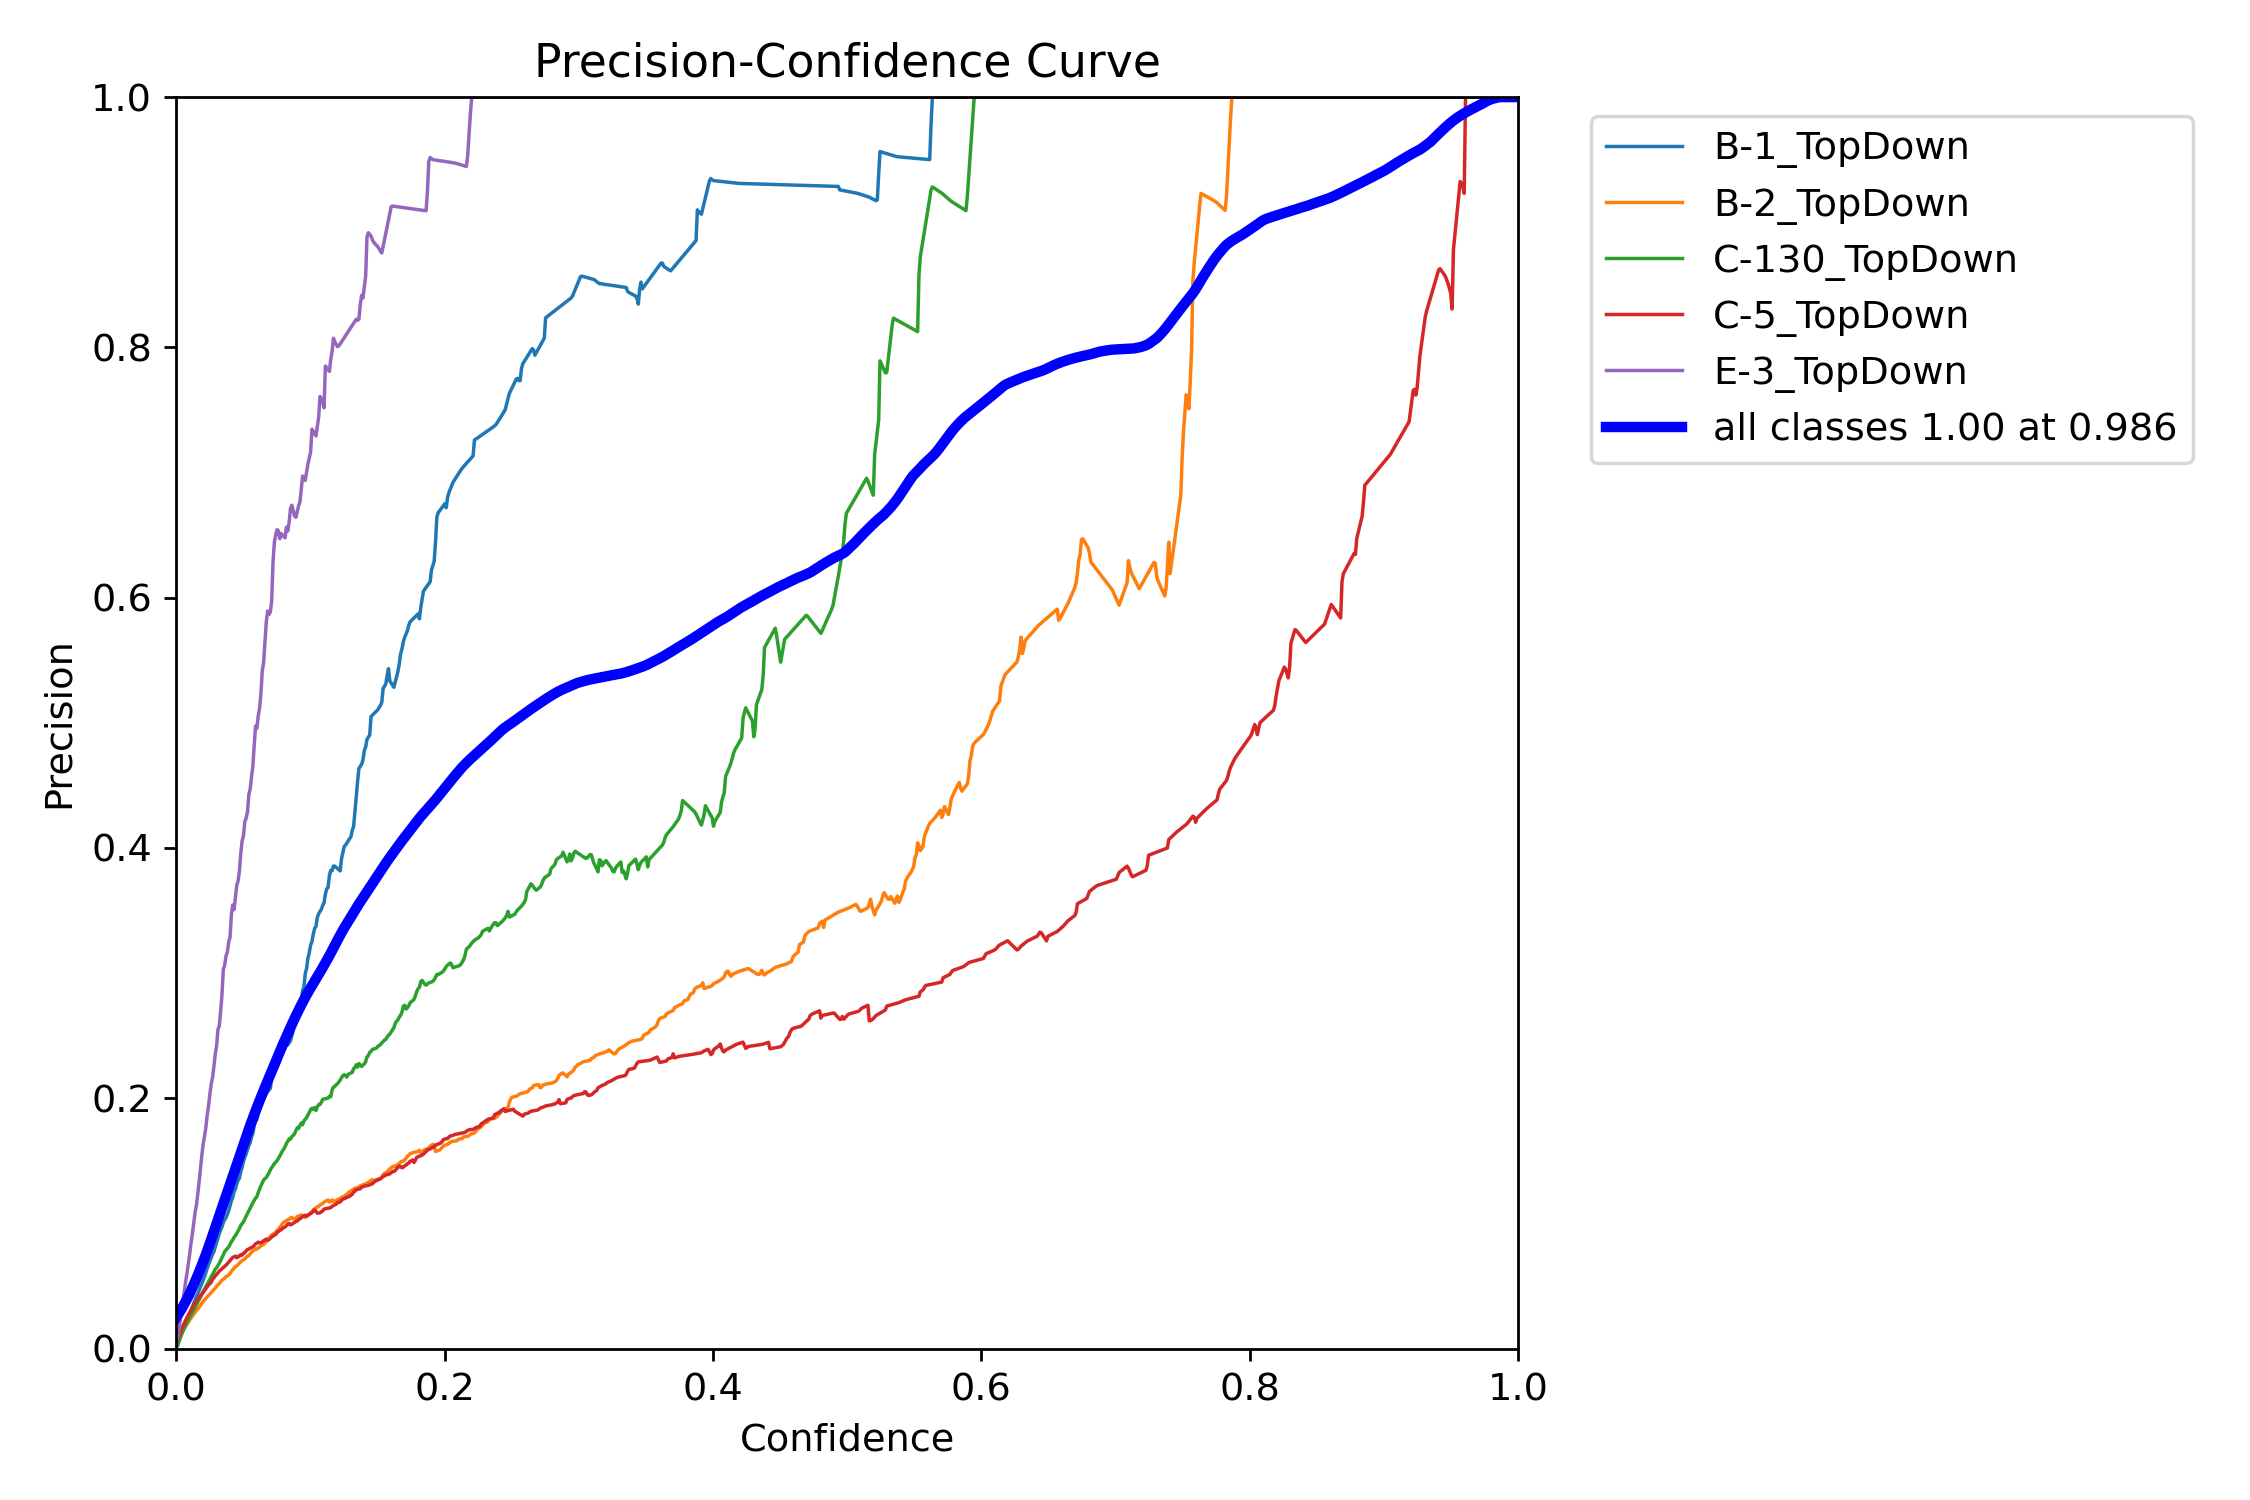 Precision-Confidence Curve
1.0
0.8
0.6
0.4
0.2
0.0
Precision
0.0 0.2 0.4 0.6 0.8 1.0
Confidence
B-1_TopDown
B-2_TopDown
C-130_TopDown
C-5_TopDown
E-3_TopDown
all classes 1.00 at 0.986